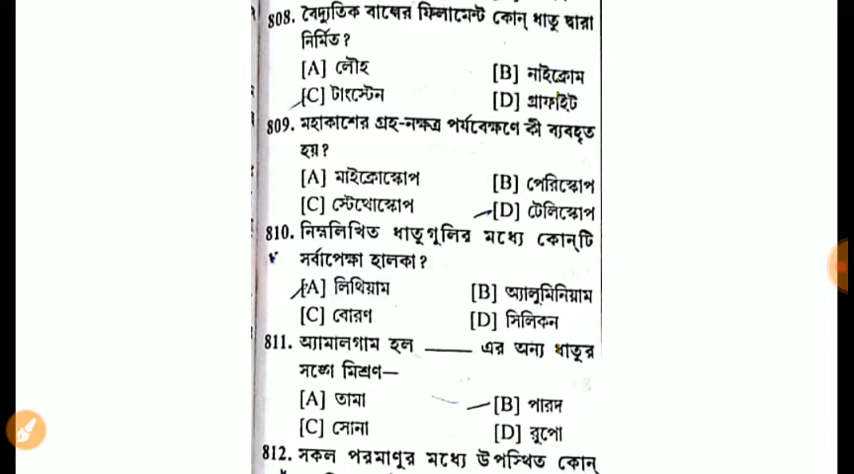 808. বৈদ্যুতিক বাল্বের ফিলামেন্ট কোন্ ধাতু দ্বারা
নির্মিত?
[A] লৌহ [B] নাইক্রোম
[C] টাংস্টেন [D] গ্রাফাইট
809. মহাকাশের গ্রহ-নক্ষত্র পর্যবেক্ষণে কী ব্যবহৃত
হয়?
[A] মাইক্রোস্কোপ [B] পেরিস্কোপ
[C] স্টেথোস্কোপ [D] টেলিস্কোপ
810. নিম্নলিখিত ধাতুগুলির মধ্যে কোন্‌টি
সর্বাপেক্ষা হালকা?
[A] লিথিয়াম [B] অ্যালুমিনিয়াম
[C] বোরণ [D] সিলিকন
811. অ্যামালগাম হল _____ এর অন্য ধাতুর
সঙ্গে মিশ্রণ—
[A] তামা [B] পারদ
[C] সোনা [D] রূপো
812. সকল পরমাণুর মধ্যে উপস্থিত কোন্